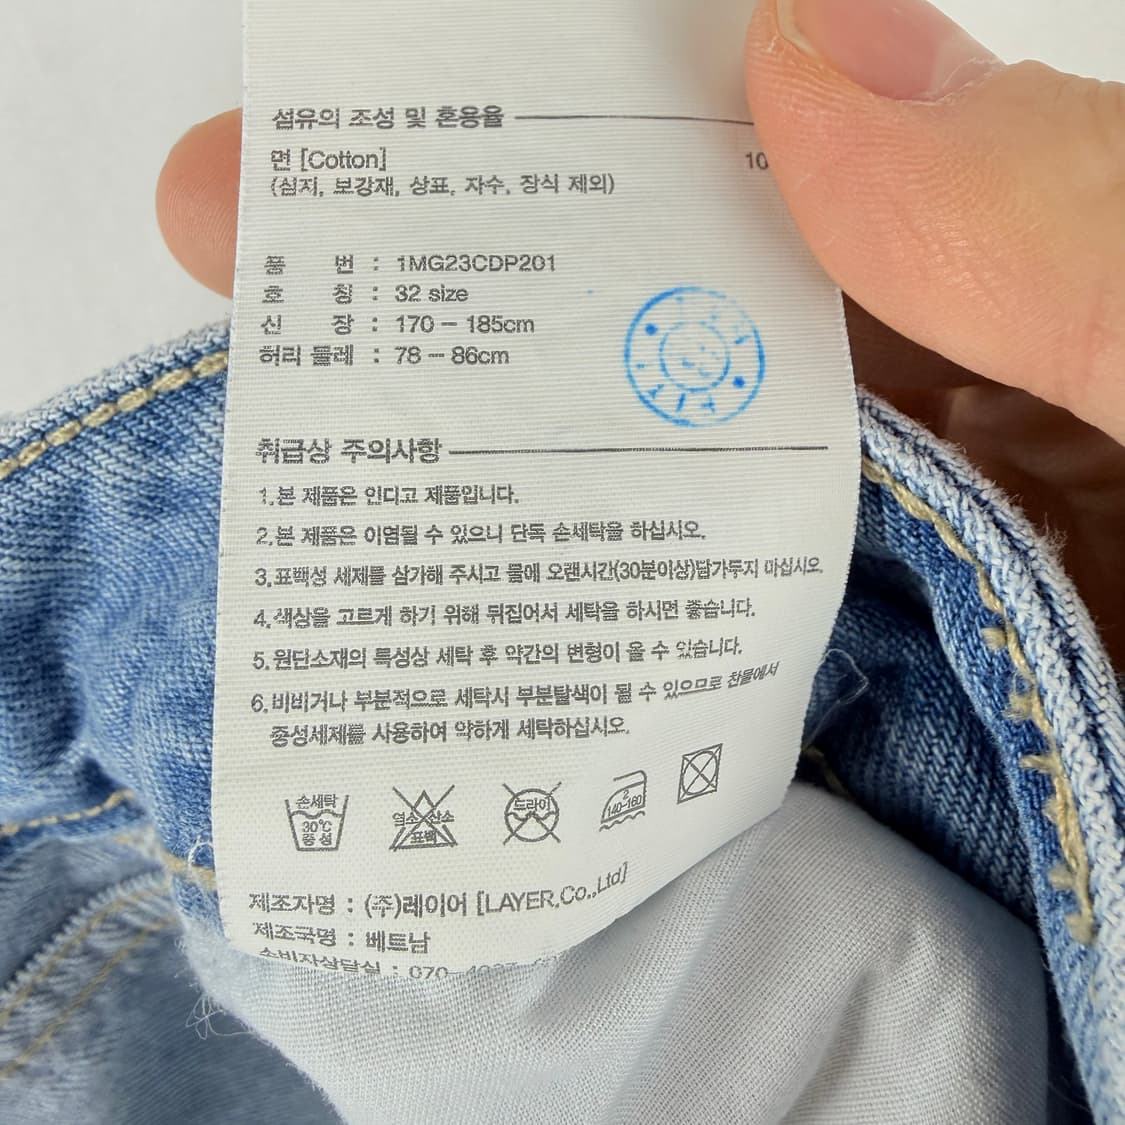 섬유의 조성 및 혼용율
면 [Cotton] 10
(심지, 보강재, 상표, 자수, 장식 제외)
품 번 : 1MG23CDP201
호 칭 : 32 size
신 장 : 170 - 185cm
허리 둘레 : 78 - 86cm
취급상 주의사항
1.본 제품은 인디고 제품입니다.
2.본 제품은 이염될 수 있으니 단독 손세탁을 하십시오.
3.표백성 세제를 삼가해 주시고 물에 오랜시간(30분이상)담가두지 마십시오.
4.색상을 고르게 하기 위해 뒤집어서 세탁을 하시면 좋습니다.
5.원단소재의 특성상 세탁 후 약간의 변형이 올 수 있습니다.
6.비비거나 부분적으로 세탁시 부분탈색이 될 수 있으므로 찬물에서
중성세제를 사용하여 약하게 세탁하십시오.
손세탁 30℃ 중성
염소 산소 표백
드라이
2 140-160
제조자명 : (주)레이어 [LAYER,Co.,Ltd]
제조국명 : 베트남
소비자상담실 : 070